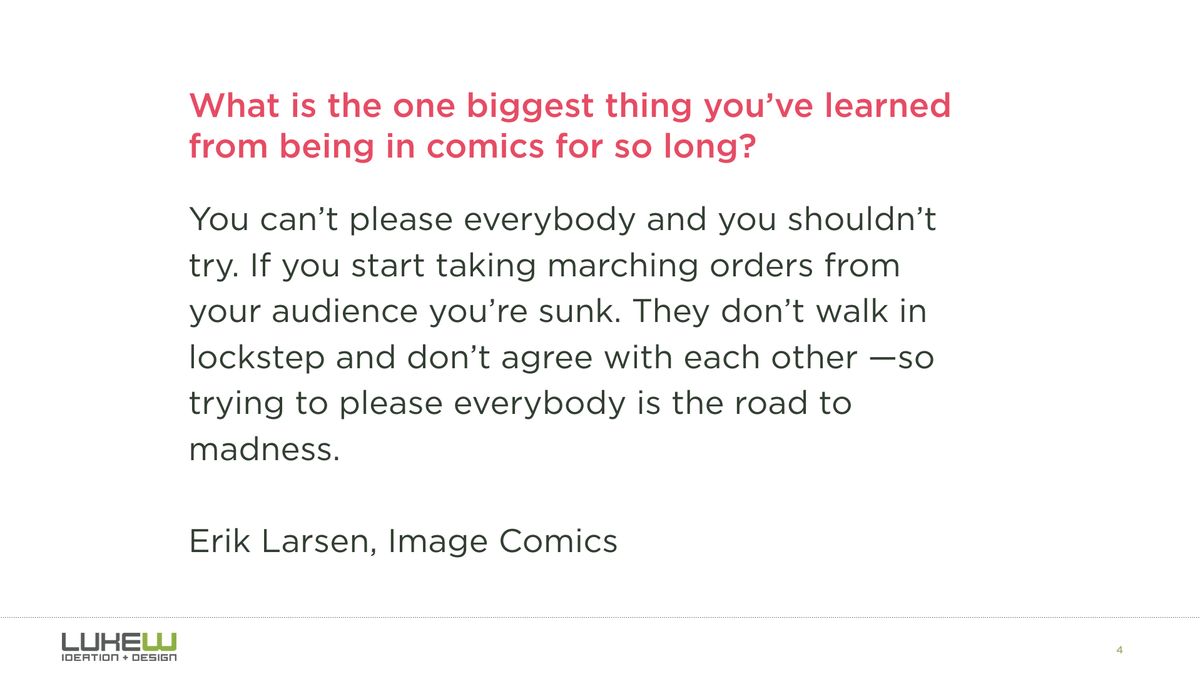 What is the one biggest thing you’ve learned
from being in comics for so long?
You can’t please everybody and you shouldn’t
try. If you start taking marching orders from
your audience you’re sunk. They don’t walk in
lockstep and don’t agree with each other —so
trying to please everybody is the road to
madness.
Erik Larsen, Image Comics
LUKEW
IDEATION + DESIGN
4